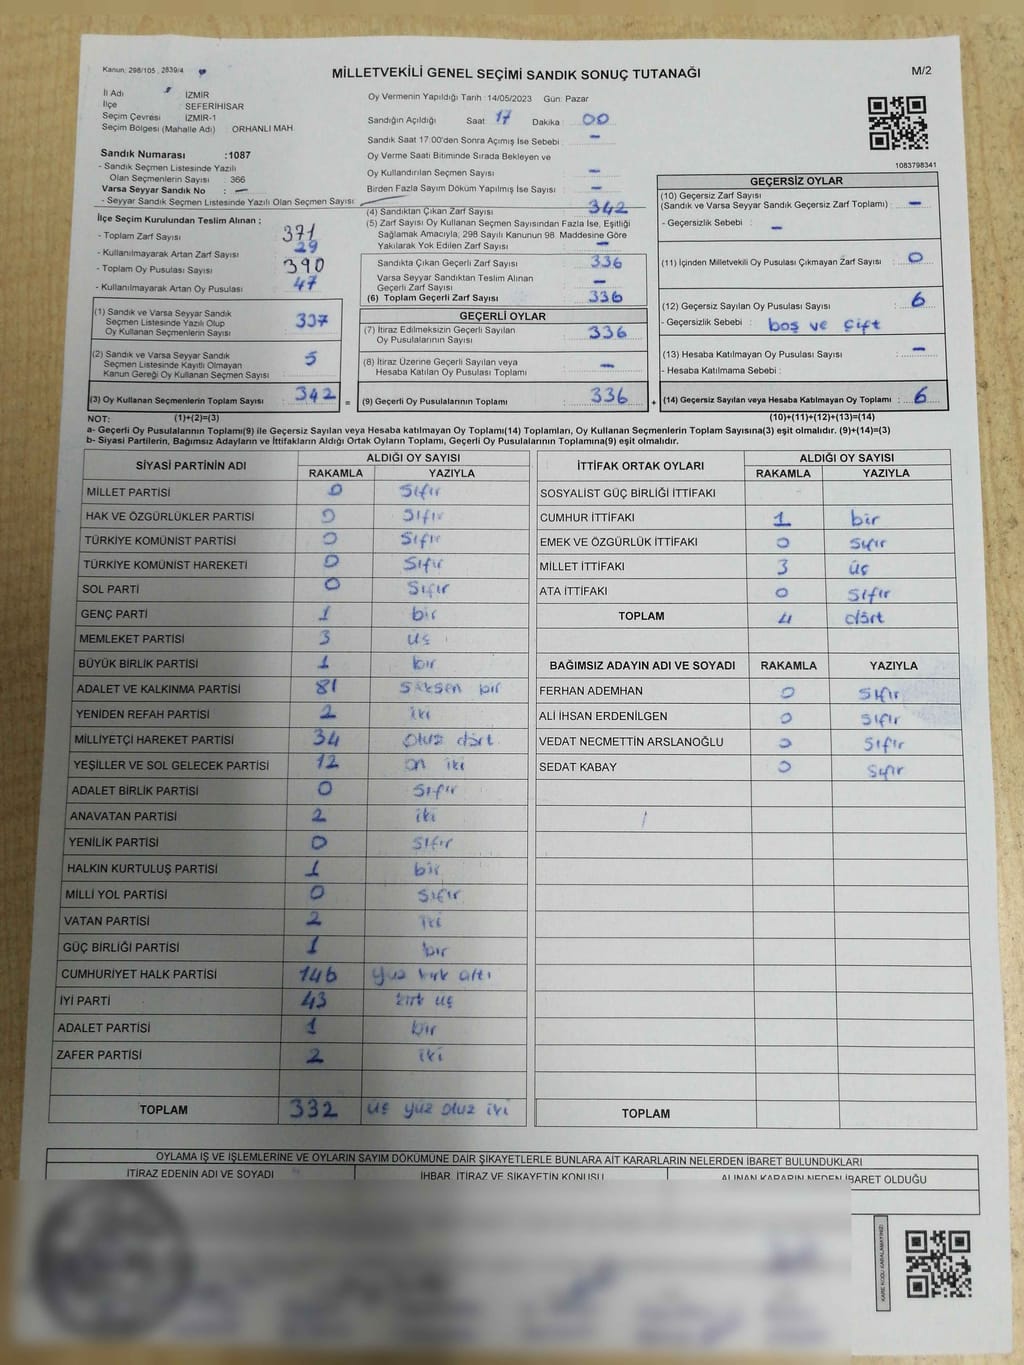 Kanun: 298/105, 2839/4
MİLLETVEKİLİ GENEL SEÇİMİ SANDIK SONUÇ TUTANAĞI
M/2
İl Adı : İZMİR
İlçe : SEFERİHİSAR
Seçim Çevresi : İZMİR-1
Seçim Bölgesi (Mahalle Adı) : ORHANLI MAH
Sandık Numarası :1087
- Sandık Seçmen Listesinde Yazılı
Olan Seçmenlerin Sayısı : 366
Varsa Seyyar Sandık No : —
- Seyyar Sandık Seçmen Listesinde Yazılı Olan Seçmen Sayısı
Oy Vermenin Yapıldığı Tarih :14/05/2023 Gün: Pazar
Sandığın Açıldığı Saat : 17 Dakika : 00
Sandık Saat 17:00'den Sonra Açımış İse Sebebi : —
Oy Verme Saati Bitiminde Sırada Bekleyen ve
Oy Kullandırılan Seçmen Sayısı : —
Birden Fazla Sayım Döküm Yapılmış İse Sayısı : —
1083798341
İlçe Seçim Kurulundan Teslim Alınan ;
- Toplam Zarf Sayısı : 371
- Kullanılmayarak Artan Zarf Sayısı : 29
- Toplam Oy Pusulası Sayısı : 390
- Kullanılmayarak Artan Oy Pusulası : 47
(1) Sandık ve Varsa Seyyar Sandık
Seçmen Listesinde Yazılı Olup
Oy Kullanan Seçmenlerin Sayısı : 337
(2) Sandık ve Varsa Seyyar Sandık
Seçmen Listesinde Kayıtlı Olmayan
Kanun Gereği Oy Kullanan Seçmen Sayısı : 5
(3) Oy Kullanan Seçmenlerin Toplam Sayısı : 342 =
(4) Sandıktan Çıkan Zarf Sayısı : 342
(5) Zarf Sayısı Oy Kullanan Seçmen Sayısından Fazla İse, Eşitliği
Sağlamak Amacıyla; 298 Sayılı Kanunun 98. Maddesine Göre
Yakılarak Yok Edilen Zarf Sayısı : —
Sandıkta Çıkan Geçerli Zarf Sayısı : 336
Varsa Seyyar Sandıktan Teslim Alınan
Geçerli Zarf Sayısı : —
(6) Toplam Geçerli Zarf Sayısı : 336
GEÇERLİ OYLAR
(7) İtiraz Edilmeksizin Geçerli Sayılan
Oy Pusulalarının Sayısı : 336
(8) İtiraz Üzerine Geçerli Sayılan veya
Hesaba Katılan Oy Pusulası Toplamı : —
(9) Geçerli Oy Pusulalarının Toplamı : 336 +
GEÇERSİZ OYLAR
(10) Geçersiz Zarf Sayısı
(Sandık ve Varsa Seyyar Sandık Geçersiz Zarf Toplamı) : —
- Geçersizlik Sebebi : —
(11) İçinden Milletvekili Oy Pusulası Çıkmayan Zarf Sayısı : 0
(12) Geçersiz Sayılan Oy Pusulası Sayısı : 6
- Geçersizlik Sebebi : boş ve çift
(13) Hesaba Katılmayan Oy Pusulası Sayısı : —
- Hesaba Katılmama Sebebi :
(14) Geçersiz Sayılan veya Hesaba Katılmayan Oy Toplamı : 6
NOT: (1)+(2)=(3) (10)+(11)+(12)+(13)=(14)
a- Geçerli Oy Pusulalarının Toplamı(9) ile Geçersiz Sayılan veya Hesaba katılmayan Oy Toplamı(14) Toplamları, Oy Kullanan Seçmenlerin Toplam Sayısına(3) eşit olmalıdır. (9)+(14)=(3)
b- Siyasi Partilerin, Bağımsız Adayların ve İttifakların Aldığı Ortak Oyların Toplamı, Geçerli Oy Pusulalarının Toplamına(9) eşit olmalıdır.
SİYASİ PARTİNİN ADI ALDIĞI OY SAYISI
RAKAMLA YAZIYLA
MİLLET PARTİSİ 0 Sıfır
HAK VE ÖZGÜRLÜKLER PARTİSİ 0 Sıfır
TÜRKİYE KOMÜNİST PARTİSİ 0 Sıfır
TÜRKİYE KOMÜNİST HAREKETİ 0 Sıfır
SOL PARTİ 0 Sıfır
GENÇ PARTİ 1 bir
MEMLEKET PARTİSİ 3 üç
BÜYÜK BİRLİK PARTİSİ 1 bir
ADALET VE KALKINMA PARTİSİ 81 seksen bir
YENİDEN REFAH PARTİSİ 2 iki
MİLLİYETÇİ HAREKET PARTİSİ 34 otuz dört
YEŞİLLER VE SOL GELECEK PARTİSİ 12 on iki
ADALET BİRLİK PARTİSİ 0 Sıfır
ANAVATAN PARTİSİ 2 iki
YENİLİK PARTİSİ 0 Sıfır
HALKIN KURTULUŞ PARTİSİ 1 bir
MİLLİ YOL PARTİSİ 0 Sıfır
VATAN PARTİSİ 2 iki
GÜÇ BİRLİĞİ PARTİSİ 1 bir
CUMHURİYET HALK PARTİSİ 146 yüz kırk altı
İYİ PARTİ 43 kırk üç
ADALET PARTİSİ 1 bir
ZAFER PARTİSİ 2 iki
TOPLAM 332 üç yüz otuz iki
İTTİFAK ORTAK OYLARI ALDIĞI OY SAYISI
RAKAMLA YAZIYLA
SOSYALİST GÜÇ BİRLİĞİ İTTİFAKI
CUMHUR İTTİFAKI 1 bir
EMEK VE ÖZGÜRLÜK İTTİFAKI 0 Sıfır
MİLLET İTTİFAKI 3 üç
ATA İTTİFAKI 0 Sıfır
TOPLAM 4 dört
BAĞIMSIZ ADAYIN ADI VE SOYADI RAKAMLA YAZIYLA
FERHAN ADEMHAN 0 Sıfır
ALİ İHSAN ERDENİLGEN 0 Sıfır
VEDAT NECMETTİN ARSLANOĞLU 0 Sıfır
SEDAT KABAY 0 Sıfır
TOPLAM
OYLAMA İŞ VE İŞLEMLERİNE VE OYLARIN SAYIM DÖKÜMÜNE DAİR ŞİKAYETLERLE BUNLARA AİT KARARLARIN NELERDEN İBARET BULUNDUKLARI
İTİRAZ EDENİN ADI VE SOYADI İHBAR, İTİRAZ VE ŞİKAYETİN KONUSU ALINAN KARARIN NEDEN İBARET OLDUĞU
KARE KODU KARALAMAYINIZ!